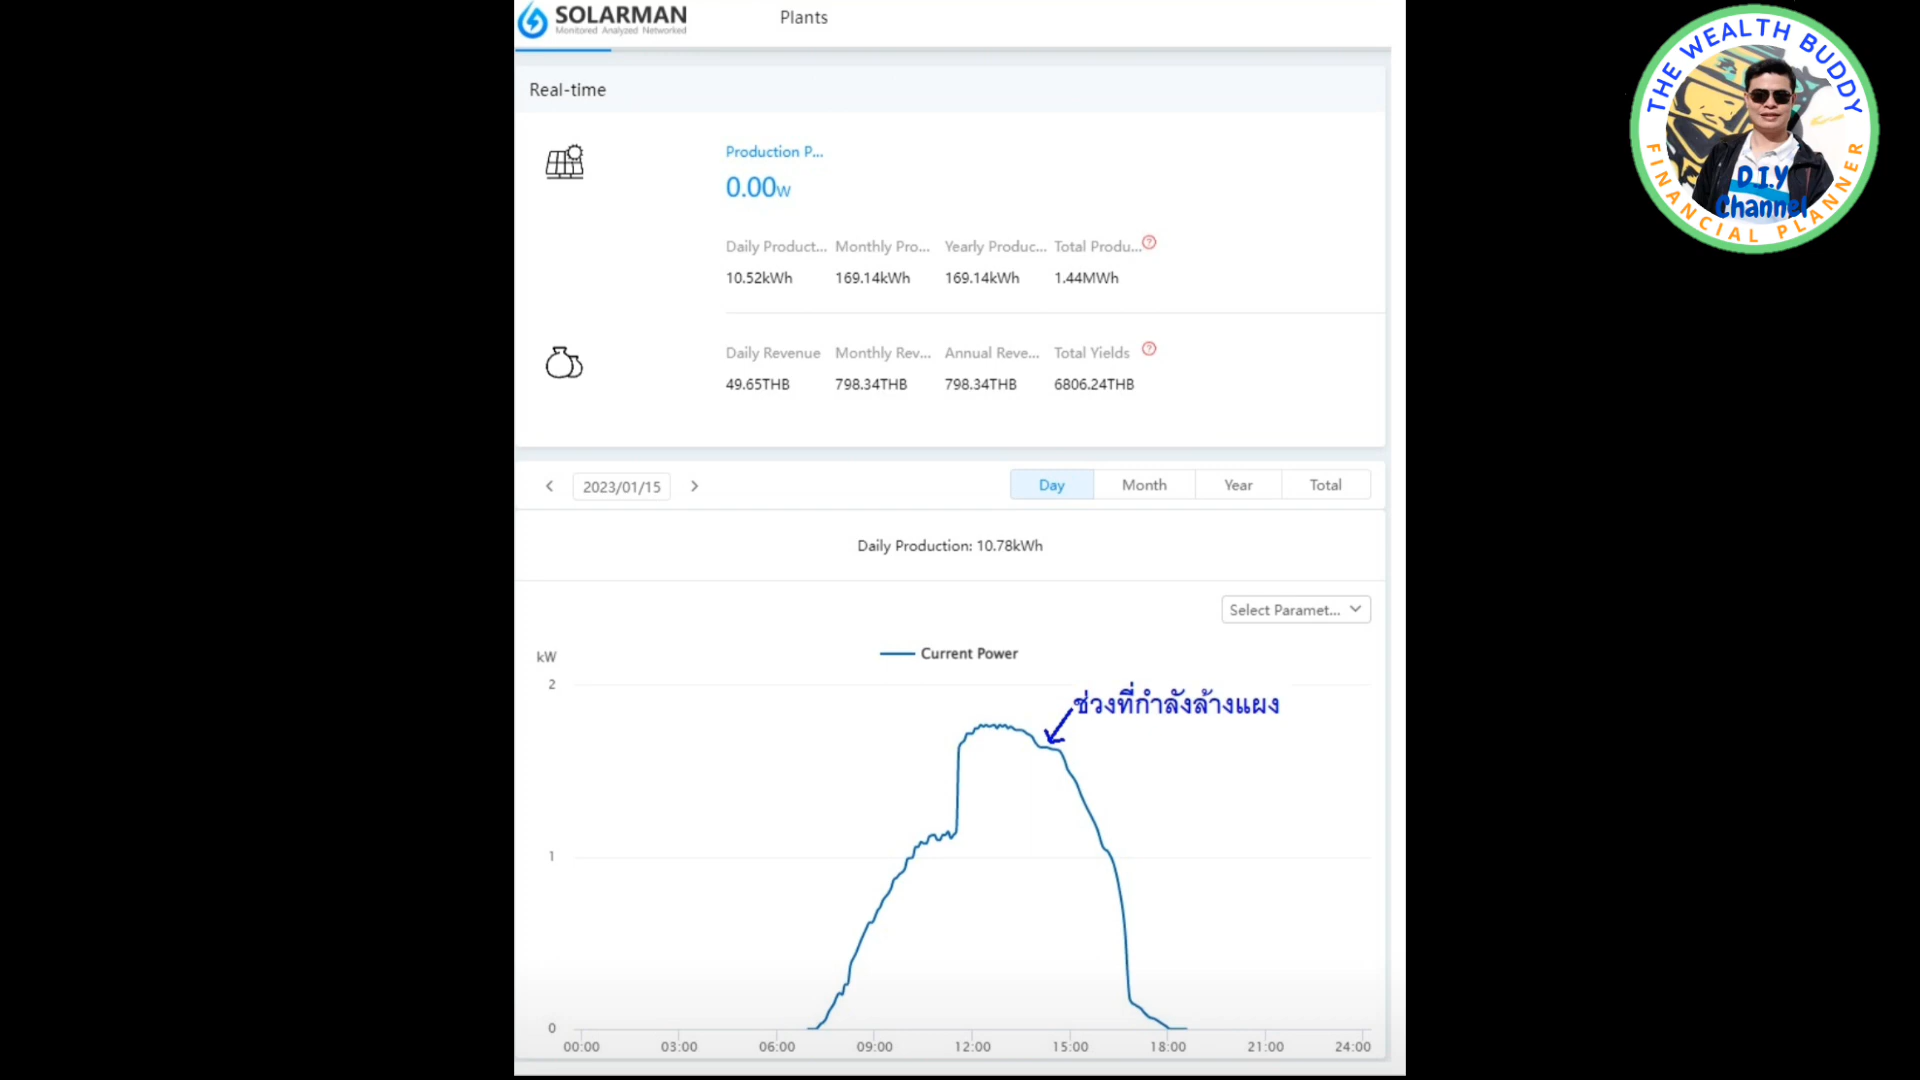 SOLARMAN
Monitored Analyzed Networked
Plants
Real-time
Production P...
0.00W
Daily Product... Monthly Pro... Yearly Produc... Total Produ...
10.52kWh 169.14kWh 169.14kWh 1.44MWh
Daily Revenue Monthly Rev... Annual Reve... Total Yields
49.65THB 798.34THB 798.34THB 6806.24THB
2023/01/15
Day Month Year Total
Daily Production: 10.78kWh
Select Paramet...
kW
Current Power
2
ช่วงที่กำลังล้างแผง
1
0
00:00 03:00 06:00 09:00 12:00 15:00 18:00 21:00 24:00
THE WEALTH BUDDY
FINANCIAL PLANNER
D.I.Y
Channel